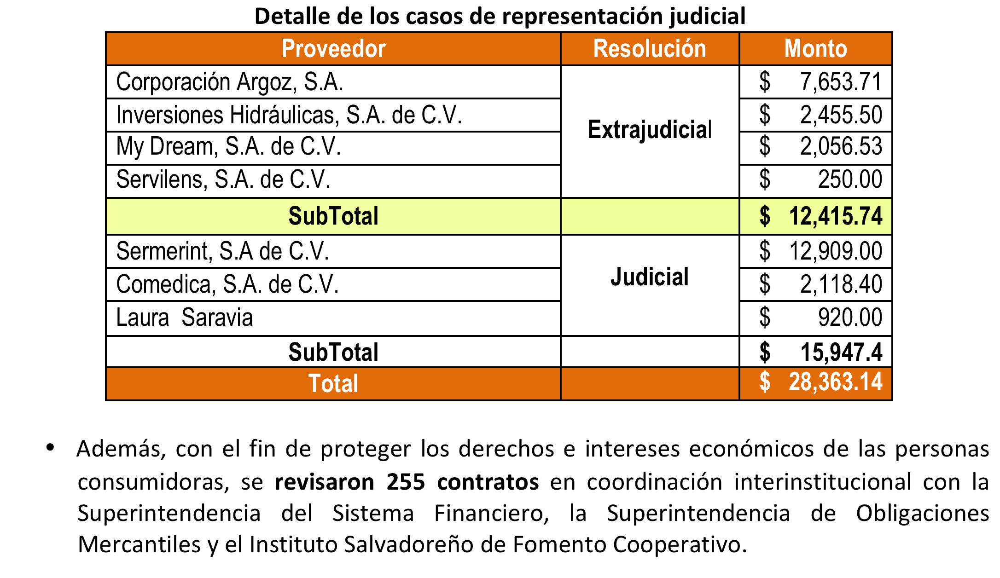 Detalle de los casos de representación judicial
Proveedor Resolución Monto
Corporación Argoz, S.A. $ 7,653.71
Inversiones Hidráulicas, S.A. de C.V. $ 2,455.50
Extrajudicial
My Dream, S.A. de C.V. $ 2,056.53
Servilens, S.A. de C.V. $ 250.00
SubTotal $ 12,415.74
Sermerint, S.A de C.V. $ 12,909.00
Judicial
Comedica, S.A. de C.V. $ 2,118.40
Laura Saravia $ 920.00
SubTotal $ 15,947.4
Total $ 28,363.14
• Además, con el fin de proteger los derechos e intereses económicos de las personas
consumidoras, se revisaron 255 contratos en coordinación interinstitucional con la
Superintendencia del Sistema Financiero, la Superintendencia de Obligaciones
Mercantiles y el Instituto Salvadoreño de Fomento Cooperativo.